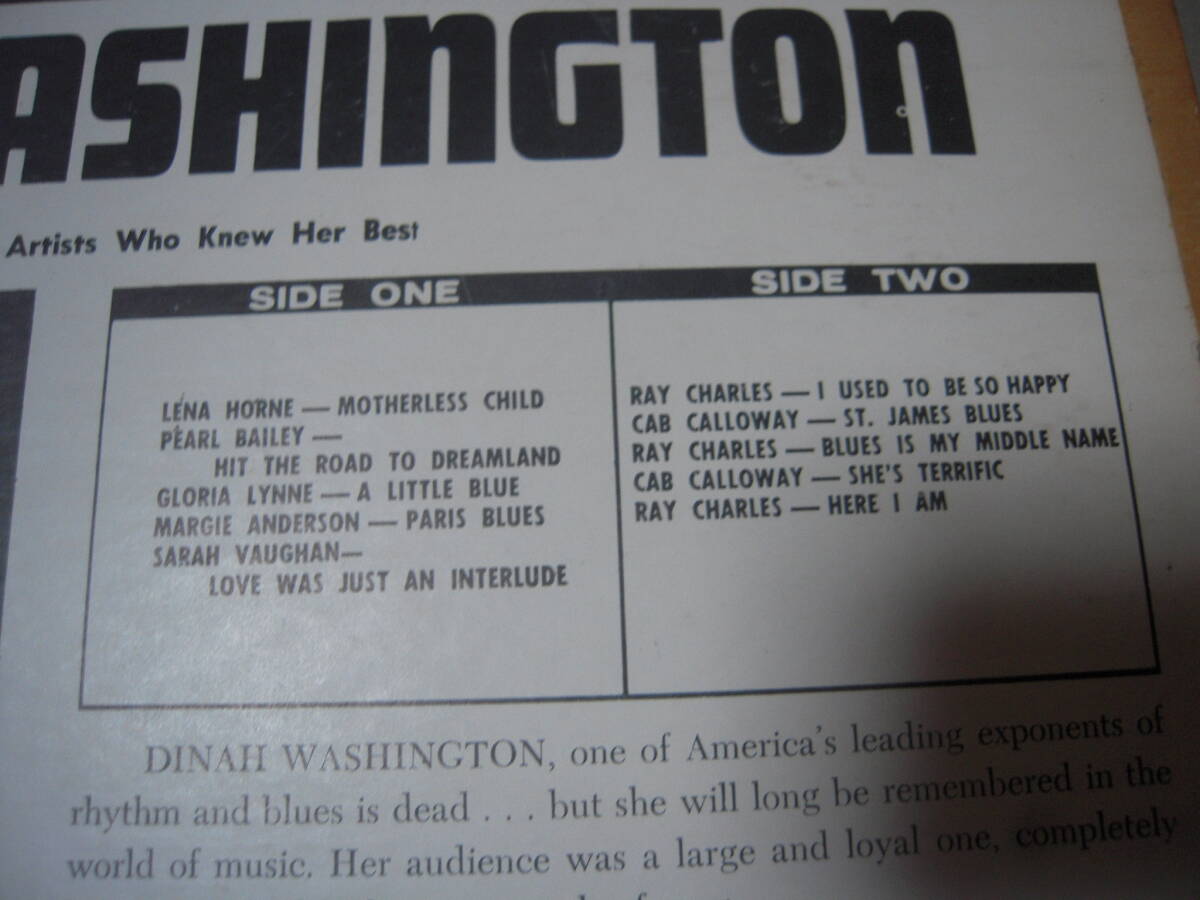 ASHINGTON
Artists Who Knew Her Best
SIDE ONE
LENA HORNE — MOTHERLESS CHILD
PEARL BAILEY —
HIT THE ROAD TO DREAMLAND
GLORIA LYNNE — A LITTLE BLUE
MARGIE ANDERSON — PARIS BLUES
SARAH VAUGHAN—
LOVE WAS JUST AN INTERLUDE
SIDE TWO
RAY CHARLES — I USED TO BE SO HAPPY
CAB CALLOWAY — ST. JAMES BLUES
RAY CHARLES — BLUES IS MY MIDDLE NAME
CAB CALLOWAY — SHE'S TERRIFIC
RAY CHARLES — HERE I AM
DINAH WASHINGTON, one of America's leading exponents of
rhythm and blues is dead . . . but she will long be remembered in the
world of music. Her audience was a large and loyal one, completely